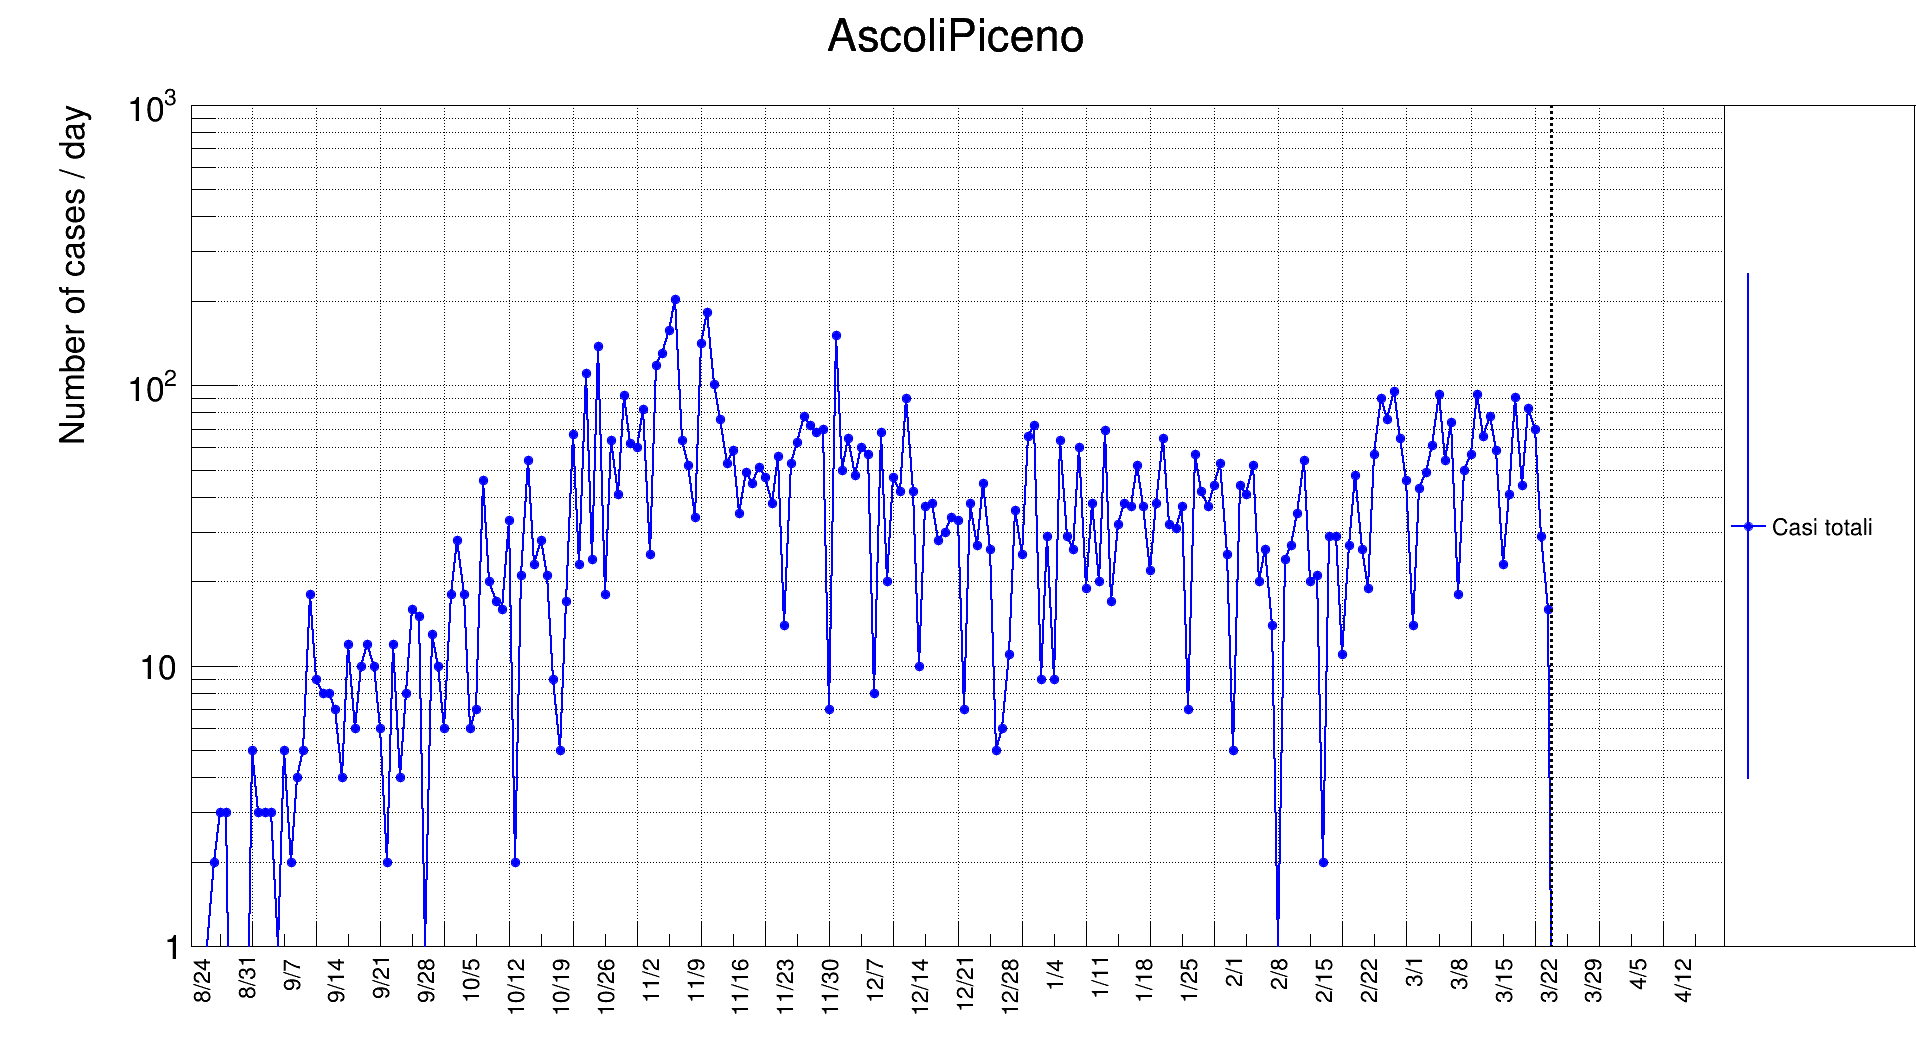 AscoliPiceno
Number of cases / day
10³
10²
10
1
8/24 8/31 9/7 9/14 9/21 9/28 10/5 10/12 10/19 10/26 11/2 11/9 11/16 11/23 11/30 12/7 12/14 12/21 12/28 1/4 1/11 1/18 1/25 2/1 2/8 2/15 2/22 3/1 3/8 3/15 3/22 3/29 4/5 4/12
Casi totali